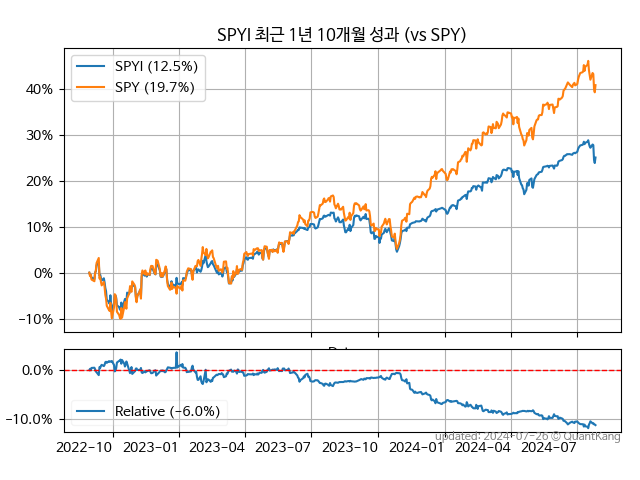 SPYI 최근 1년 10개월 성과 (vs SPY)
SPYI (12.5%)
SPY (19.7%)
40%
30%
20%
10%
0%
−10%
0.0%
−10.0%
Relative (−6.0%)
2022−10 2023−01 2023−04 2023−07 2023−10 2024−01 2024−04 2024−07
updated: 2024-07-26 © QuantKang